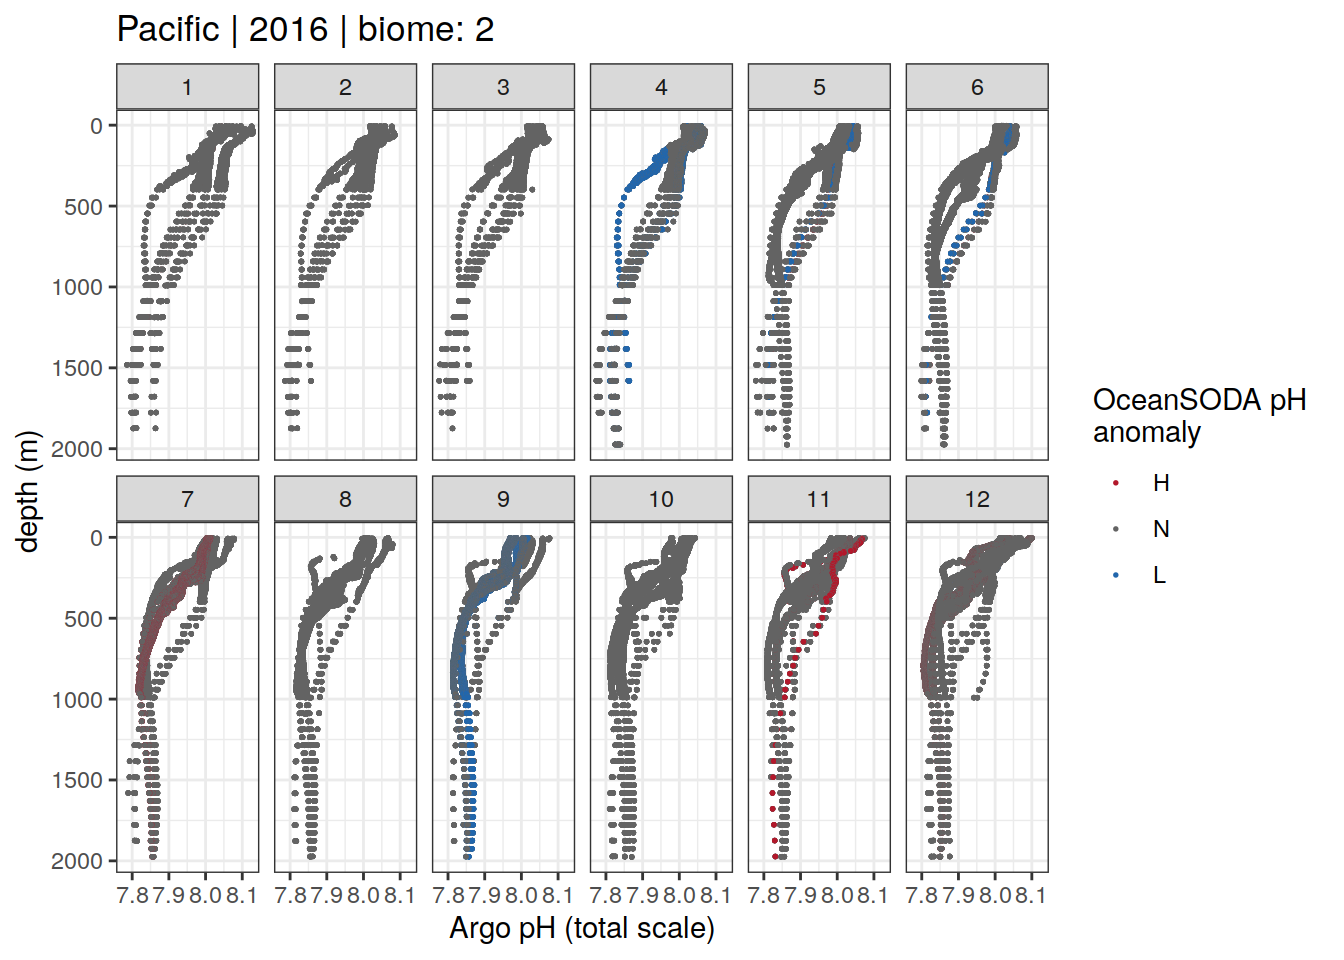 Pacific | 2016 | biome: 2
1 2 3 4 5 6
0
500
1000
1500
2000
7 8 9 10 11 12
0
500
1000
1500
2000
7.8 7.9 8.0 8.1 7.8 7.9 8.0 8.1 7.8 7.9 8.0 8.1 7.8 7.9 8.0 8.1 7.8 7.9 8.0 8.1 7.8 7.9 8.0 8.1
Argo pH (total scale)
depth (m)
OceanSODA pH
anomaly
H
N
L